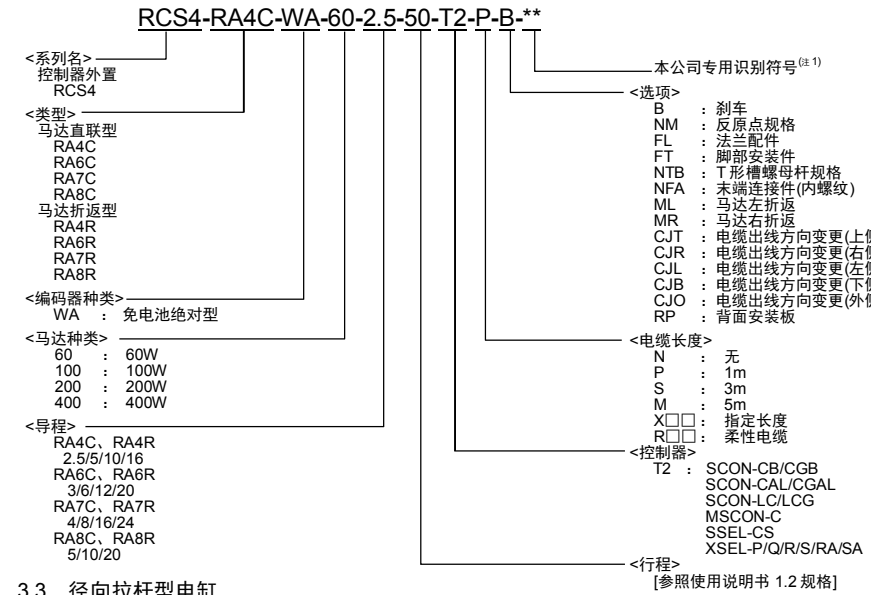 RCS4-RA4C-WA-60-2.5-50-T2-P-B-**
<系列名>
控制器外置
RCS4
<类型>
马达直联型
RA4C
RA6C
RA7C
RA8C
马达折返型
RA4R
RA6R
RA7R
RA8R
<编码器种类>
WA : 免电池绝对型
<马达种类>
60 : 60W
100 : 100W
200 : 200W
400 : 400W
<导程>
RA4C、RA4R
2.5/5/10/16
RA6C、RA6R
3/6/12/20
RA7C、RA7R
4/8/16/24
RA8C、RA8R
5/10/20
本公司专用识别符号(注 1)
<选项>
B : 刹车
NM : 反原点规格
FL : 法兰配件
FT : 脚部安装件
NTB : T 形槽螺母杆规格
NFA : 末端连接件(内螺纹)
ML : 马达左折返
MR : 马达右折返
CJT : 电缆出线方向变更(上侧
CJR : 电缆出线方向变更(右侧
CJL : 电缆出线方向变更(左侧
CJB : 电缆出线方向变更(下侧
CJO : 电缆出线方向变更(外侧
RP : 背面安装板
<电缆长度>
N : 无
P : 1m
S : 3m
M : 5m
X□□ : 指定长度
R□□ : 柔性电缆
<控制器>
T2 : SCON-CB/CGB
SCON-CAL/CGAL
SCON-LC/LCG
MSCON-C
SSEL-CS
XSEL-P/Q/R/S/RA/SA
<行程>
[参照使用说明书 1.2 规格]
3.3 径向拉杆型电缸